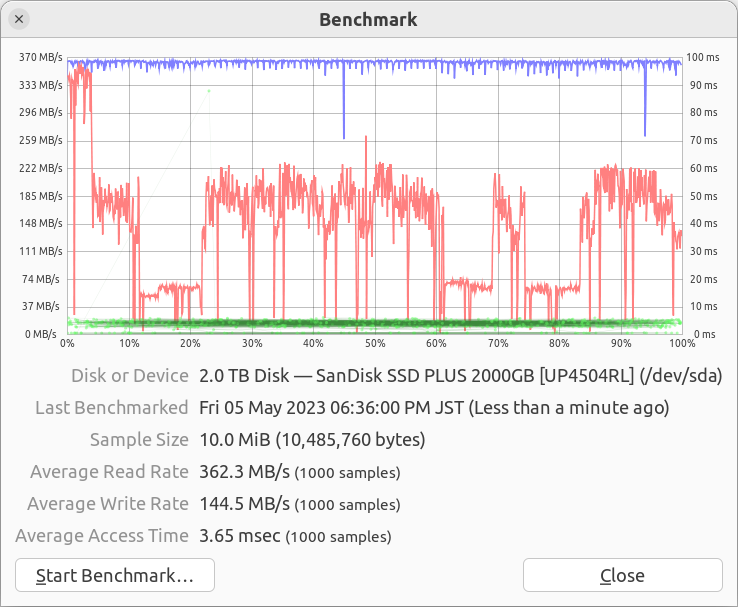 Benchmark
370 MB/s
100 ms
333 MB/s
90 ms
296 MB/s
80 ms
259 MB/s
70 ms
222 MB/s
60 ms
185 MB/s
50 ms
148 MB/s
40 ms
111 MB/s
30 ms
74 MB/s
20 ms
37 MB/s
10 ms
0 MB/s
0 ms
0% 10% 20% 30% 40% 50% 60% 70% 80% 90% 100%
Disk or Device 2.0 TB Disk — SanDisk SSD PLUS 2000GB [UP4504RL] (/dev/sda)
Last Benchmarked Fri 05 May 2023 06:36:00 PM JST (Less than a minute ago)
Sample Size 10.0 MiB (10,485,760 bytes)
Average Read Rate 362.3 MB/s (1000 samples)
Average Write Rate 144.5 MB/s (1000 samples)
Average Access Time 3.65 msec (1000 samples)
Start Benchmark… Close